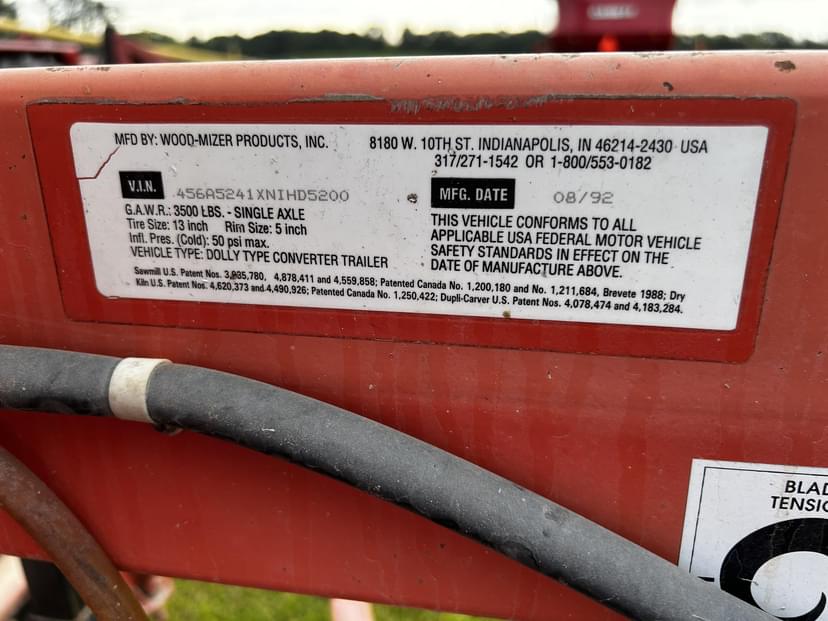 MFD BY: WOOD-MIZER PRODUCTS, INC. 8180 W. 10TH ST. INDIANAPOLIS, IN 46214-2430 USA
317/271-1542 OR 1-800/553-0182
V.I.N. 456A5241XNIHD5200
G.A.W.R.: 3500 LBS. - SINGLE AXLE
Tire Size: 13 inch Rim Size: 5 inch
Infl. Pres. (Cold): 50 psi max.
VEHICLE TYPE: DOLLY TYPE CONVERTER TRAILER
MFG. DATE 08/92
THIS VEHICLE CONFORMS TO ALL
APPLICABLE USA FEDERAL MOTOR VEHICLE
SAFETY STANDARDS IN EFFECT ON THE
DATE OF MANUFACTURE ABOVE.
Sawmill U.S. Patent Nos. 3,935,780, 4,878,411 and 4,559,858; Patented Canada No. 1,200,180 and No. 1,211,684, Brevete 1988; Dry
Kiln U.S. Patent Nos. 4,620,373 and 4,490,926; Patented Canada No. 1,250,422; Dupli-Carver U.S. Patent Nos. 4,078,474 and 4,183,284.
BLAD
TENSIO